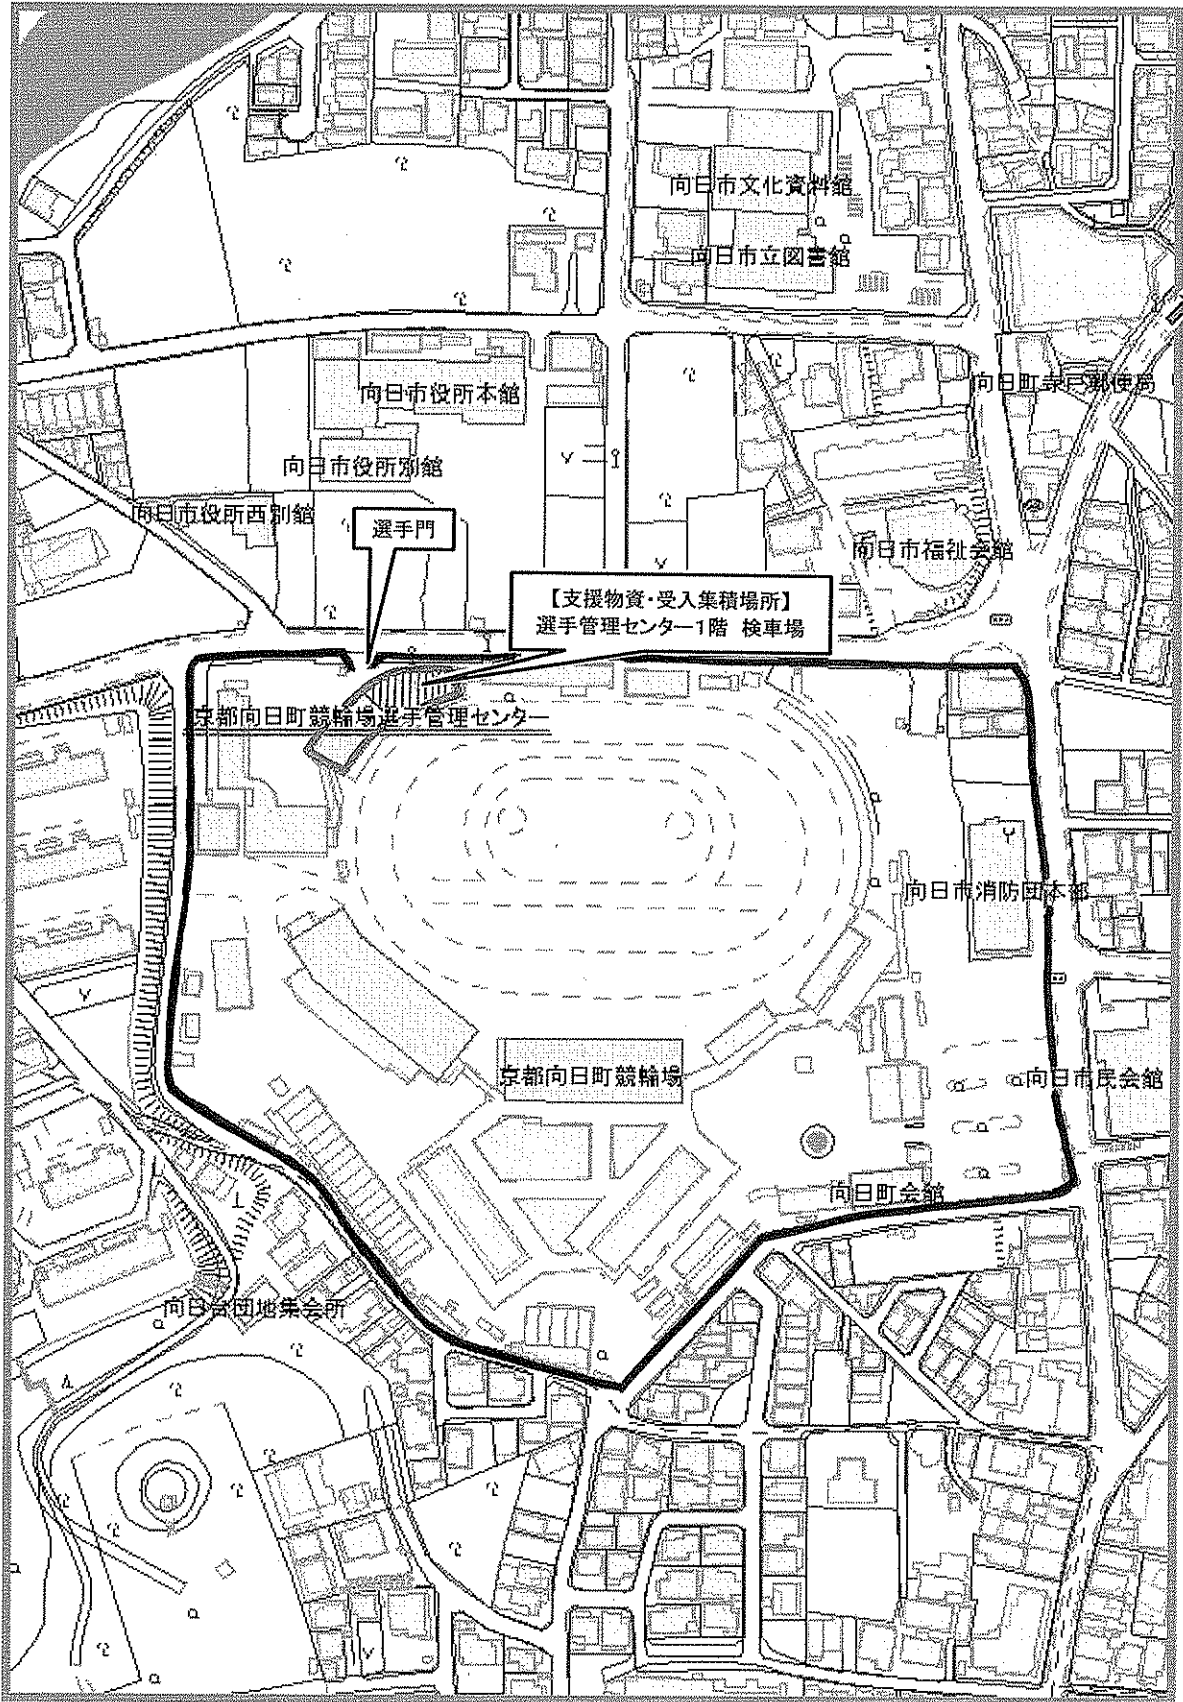 向日市文化資料館
向日市立図書館
向日町寺戸郵便局
向日市役所本館
向日市役所別館
向日市役所西別館
選手門
向日市福祉会館
【支援物資・受入集積場所】
選手管理センター1階 検車場
京都向日町競輪場選手管理センター
向日市消防団本部
京都向日町競輪場
向日市民会館
向日町会館
向日台団地集会所